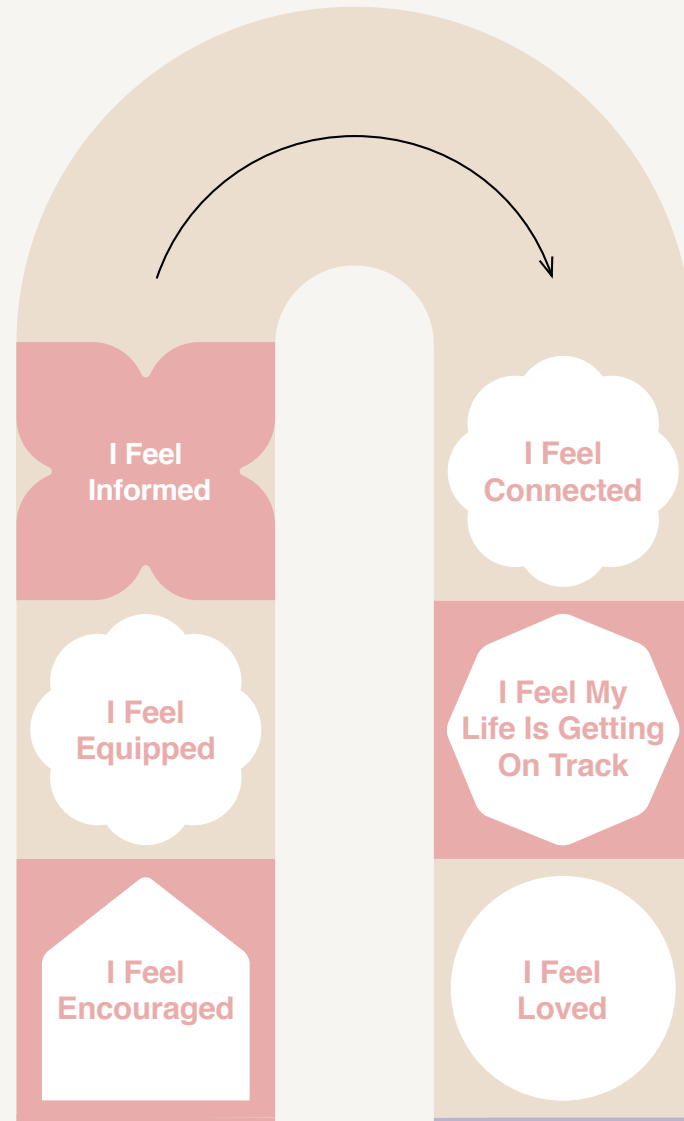 I Feel
Informed
I Feel
Equipped
I Feel
Encouraged
I Feel
Connected
I Feel My
Life Is Getting
On Track
I Feel
Loved